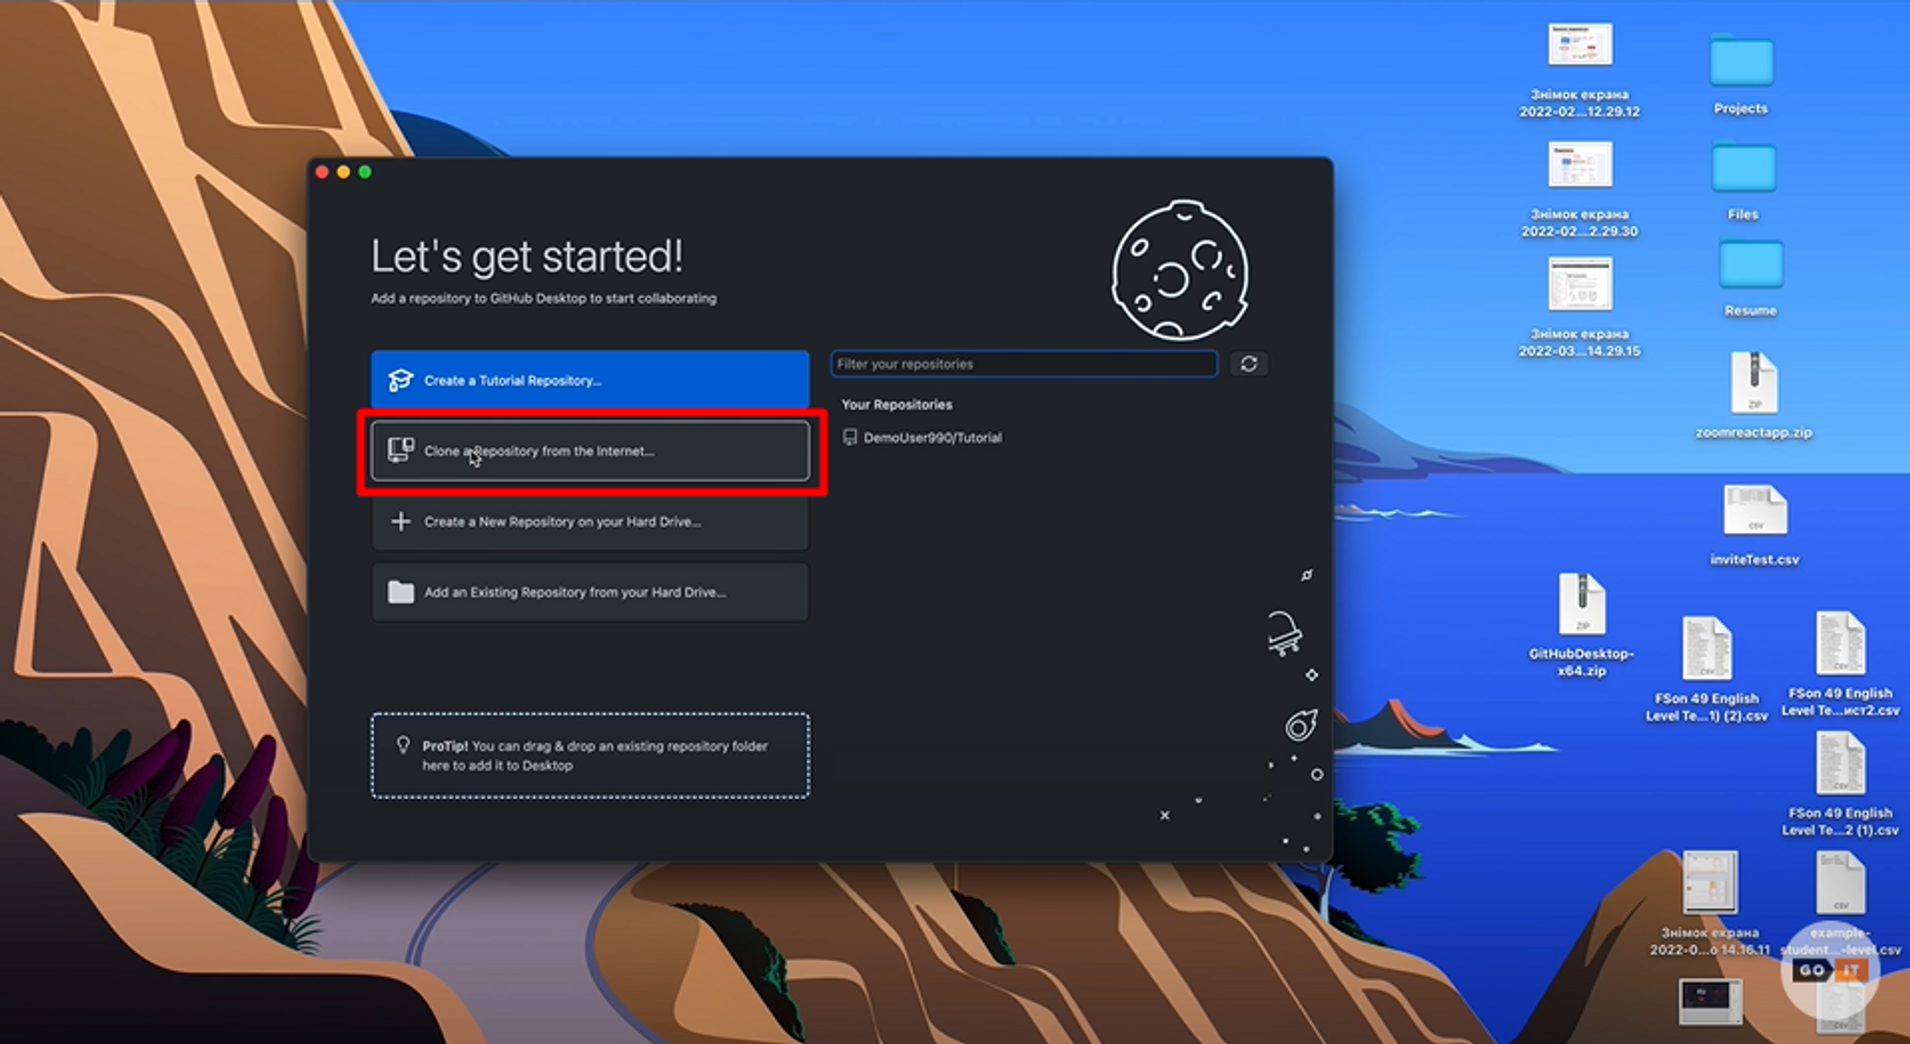 Let's get started!
Add a repository to GitHub Desktop to start collaborating
Create a Tutorial Repository...
Clone a Repository from the Internet...
Create a New Repository on your Hard Drive...
Add an Existing Repository from your Hard Drive...
ProTip! You can drag & drop an existing repository folder
here to add it to Desktop
Filter your repositories
Your Repositories
DemoUser990/Tutorial
Знімок екрана
2022-02...12.29.12
Projects
Знімок екрана
2022-02...2.29.30
Files
Знімок екрана
2022-03...14.29.15
Resume
ZIP
zoomreactapp.zip
CSV
inviteTest.csv
ZIP
GitHubDesktop-
x64.zip
CSV
FSon 49 English
Level Te...1) (2).csv
CSV
FSon 49 English
Level Te...ист2.csv
CSV
FSon 49 English
Level Te...2 (1).csv
Знімок екрана
2022-0...о 14.16.11
CSV
example-
student...-level.csv
GO IT
CSV